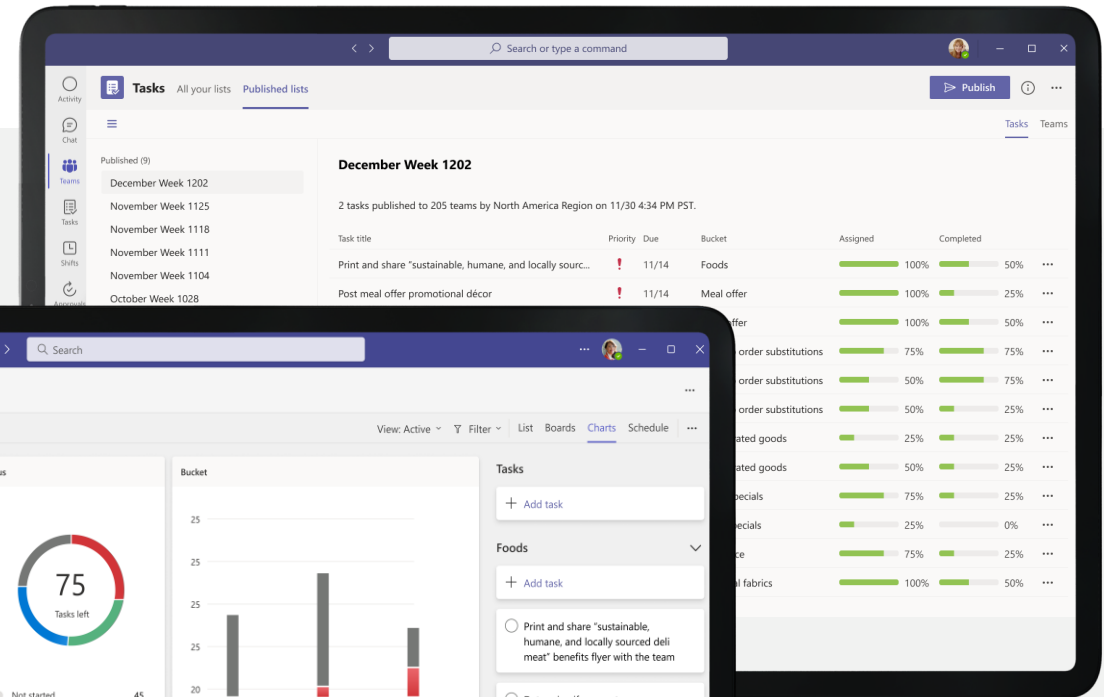 Search or type a command
Activity
Chat
Teams
Tasks
Shifts
Approvals
Tasks All your lists Published lists
Publish
Tasks Teams
Published (9)
December Week 1202
November Week 1125
November Week 1118
November Week 1111
November Week 1104
October Week 1028
December Week 1202
2 tasks published to 205 teams by North America Region on 11/30 4:34 PM PST.
Task title Priority Due Bucket Assigned Completed
Print and share "sustainable, humane, and locally sourc... 11/14 Foods 100% 50%
Post meal offer promotional décor 11/14 Meal offer 100% 25%
offer 100% 50%
order substitutions 75% 75%
order substitutions 50% 75%
order substitutions 50% 25%
ated goods 25% 25%
ated goods 50% 25%
pecials 75% 25%
pecials 25% 0%
ce 75% 25%
l fabrics 100% 50%
Search
View: Active Filter List Boards Charts Schedule
us
75
Tasks left
Not started 45
Bucket
25
25
25
25
20
Tasks
+ Add task
Foods
+ Add task
Print and share "sustainable,
humane, and locally sourced deli
meat" benefits flyer with the team